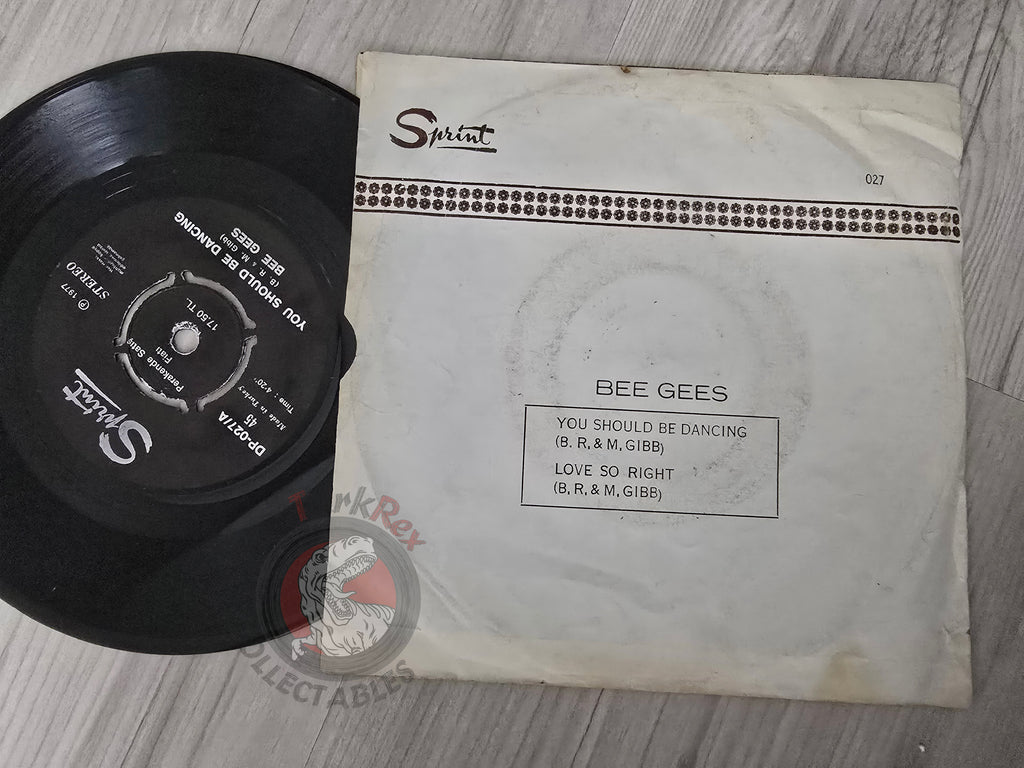 Sprint
027
BEE GEES
YOU SHOULD BE DANCING
(B. R, & M, GIBB)
LOVE SO RIGHT
(B, R, & M, GIBB)
Sprint
DP-027/A
45
Made in Turkey
Time : 4'20''
Perakende Satış
Fiatı
17.50 TL.
℗ 1977
STEREO
YOU SHOULD BE DANCING
R. & M. GIBB)
BEE GEES
TurkRex
COLLECTABLES